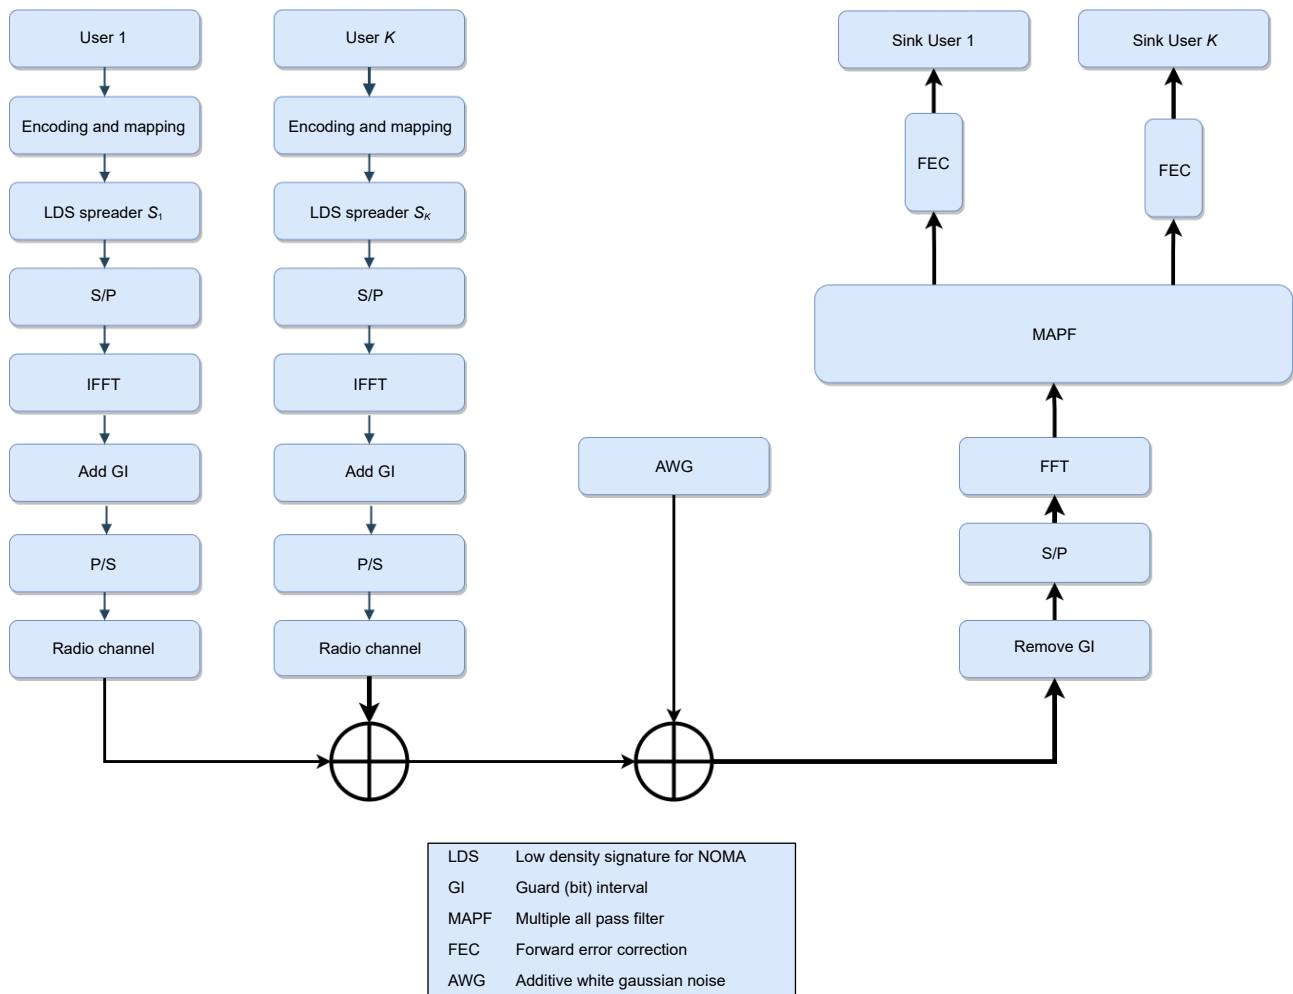 User 1
Encoding and mapping
LDS spreader S₁
S/P
IFFT
Add GI
P/S
Radio channel
User K
Encoding and mapping
LDS spreader Sₖ
S/P
IFFT
Add GI
P/S
Radio channel
AWG
Sink User 1
Sink User K
FEC
FEC
MAPF
FFT
S/P
Remove GI
LDS Low density signature for NOMA
GI Guard (bit) interval
MAPF Multiple all pass filter
FEC Forward error correction
AWG Additive white gaussian noise